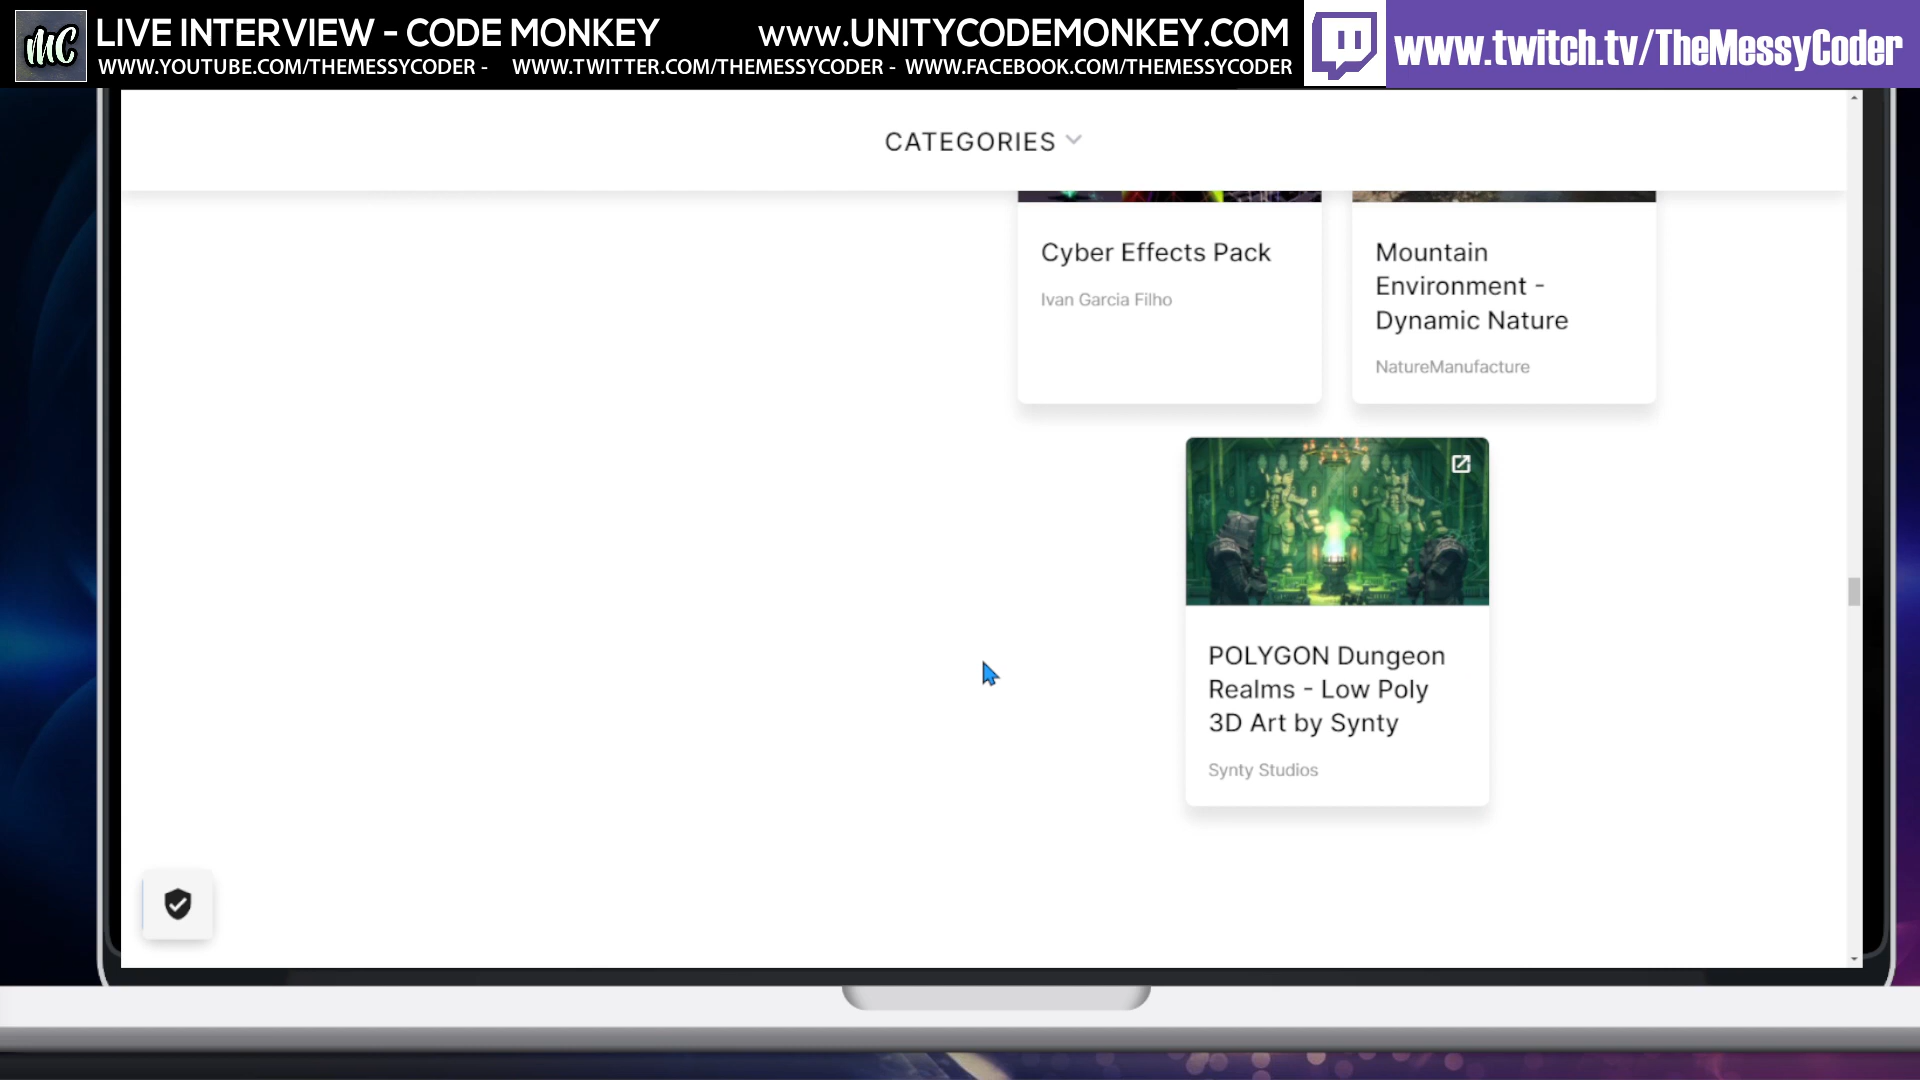 MC
LIVE INTERVIEW - CODE MONKEY
www.UNITYCODEMONKEY.COM
WWW.YOUTUBE.COM/THEMESSYCODER - WWW.TWITTER.COM/THEMESSYCODER - WWW.FACEBOOK.COM/THEMESSYCODER
www.twitch.tv/TheMessyCoder
CATEGORIES
Cyber Effects Pack
Ivan Garcia Filho
Mountain
Environment -
Dynamic Nature
NatureManufacture
POLYGON Dungeon
Realms - Low Poly
3D Art by Synty
Synty Studios